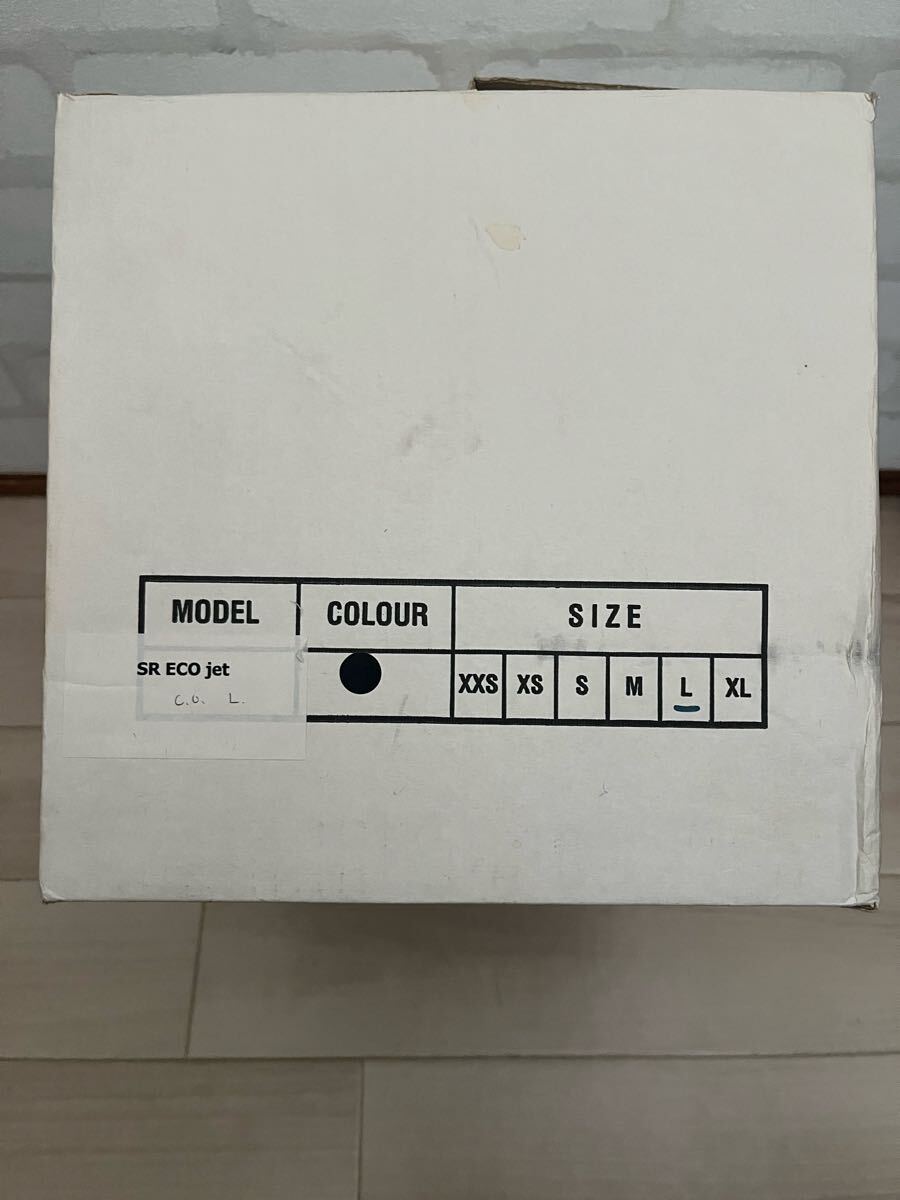 MODEL COLOUR SIZE
SR ECO jet XXS XS S M L XL
C.O. L.